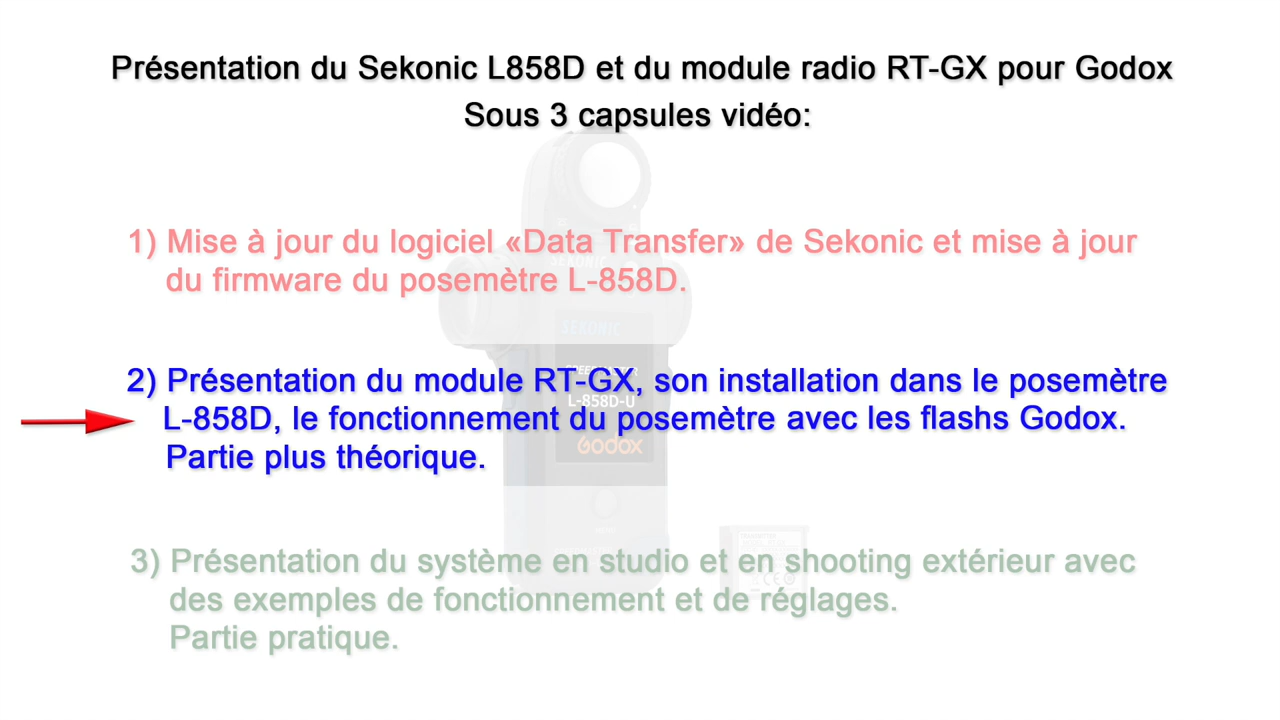 Présentation du Sekonic L858D et du module radio RT-GX pour Godox
Sous 3 capsules vidéo:
1) Mise à jour du logiciel «Data Transfer» de Sekonic et mise à jour
du firmware du posemètre L-858D.
SEKONIC
SEKONIC
2) Présentation du module RT-GX, son installation dans le posemètre
L-858D-U
L-858D, le fonctionnement du posemètre avec les flashs Godox.
Godox
Partie plus théorique.
3) Présentation du système en studio et en shooting extérieur avec
des exemples de fonctionnement et de réglages.
Partie pratique.